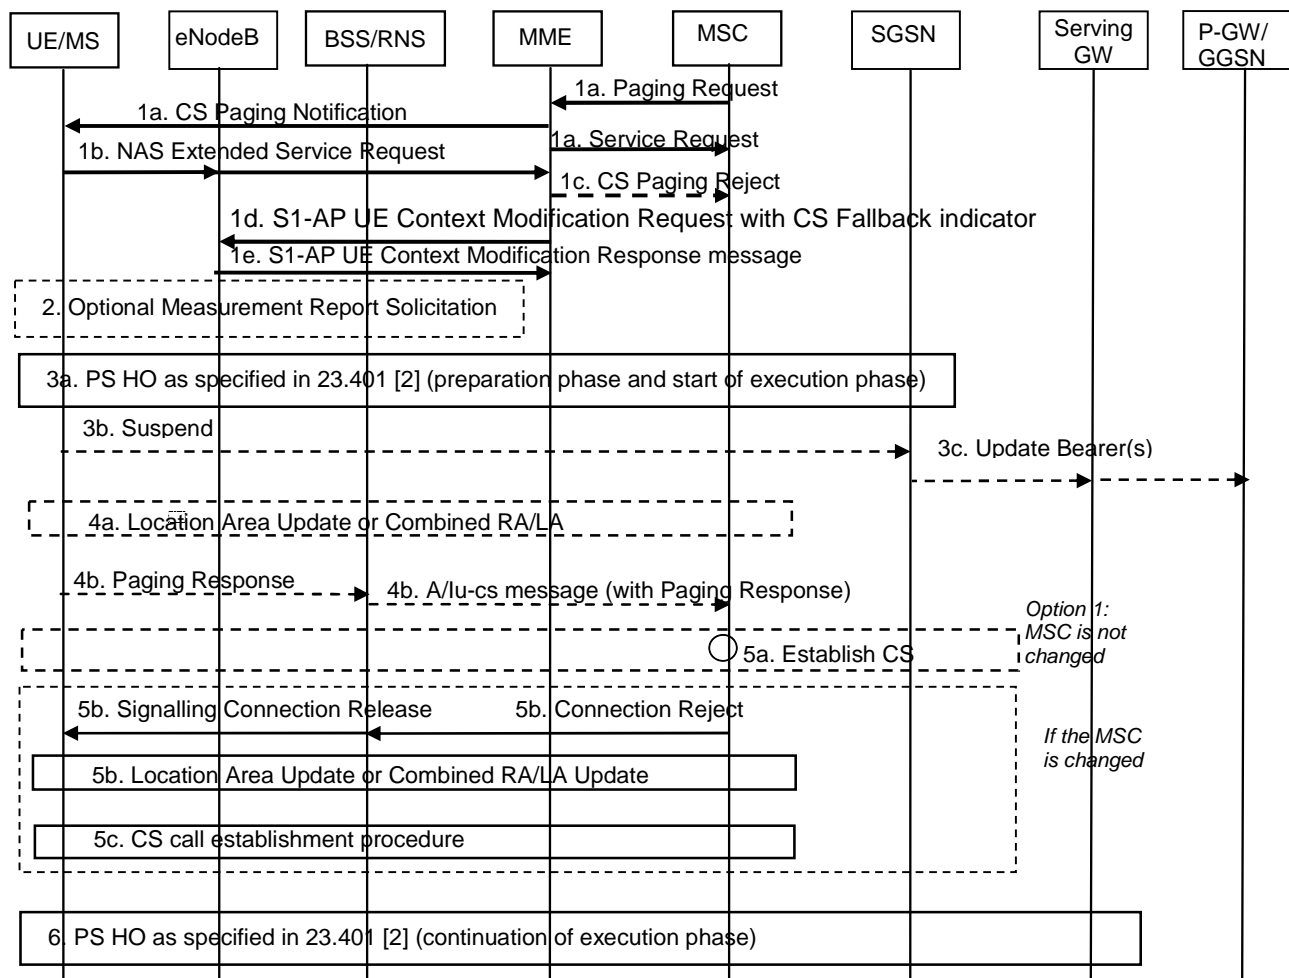 UE/MS
eNodeB
BSS/RNS
MME
MSC
SGSN
Serving
GW
P-GW/
GGSN
1a. Paging Request
1a. CS Paging Notification
1a. Service Request
1b. NAS Extended Service Request
1c. CS Paging Reject
1d. S1-AP UE Context Modification Request with CS Fallback indicator
1e. S1-AP UE Context Modification Response message
2. Optional Measurement Report Solicitation
3a. PS HO as specified in 23.401 [2] (preparation phase and start of execution phase)
3b. Suspend
3c. Update Bearer(s)
4a. Location Area Update or Combined RA/LA
4b. Paging Response
4b. A/Iu-cs message (with Paging Response)
Option 1:
MSC is not
changed
5a. Establish CS
5b. Signalling Connection Release
5b. Connection Reject
If the MSC
is changed
5b. Location Area Update or Combined RA/LA Update
5c. CS call establishment procedure
6. PS HO as specified in 23.401 [2] (continuation of execution phase)